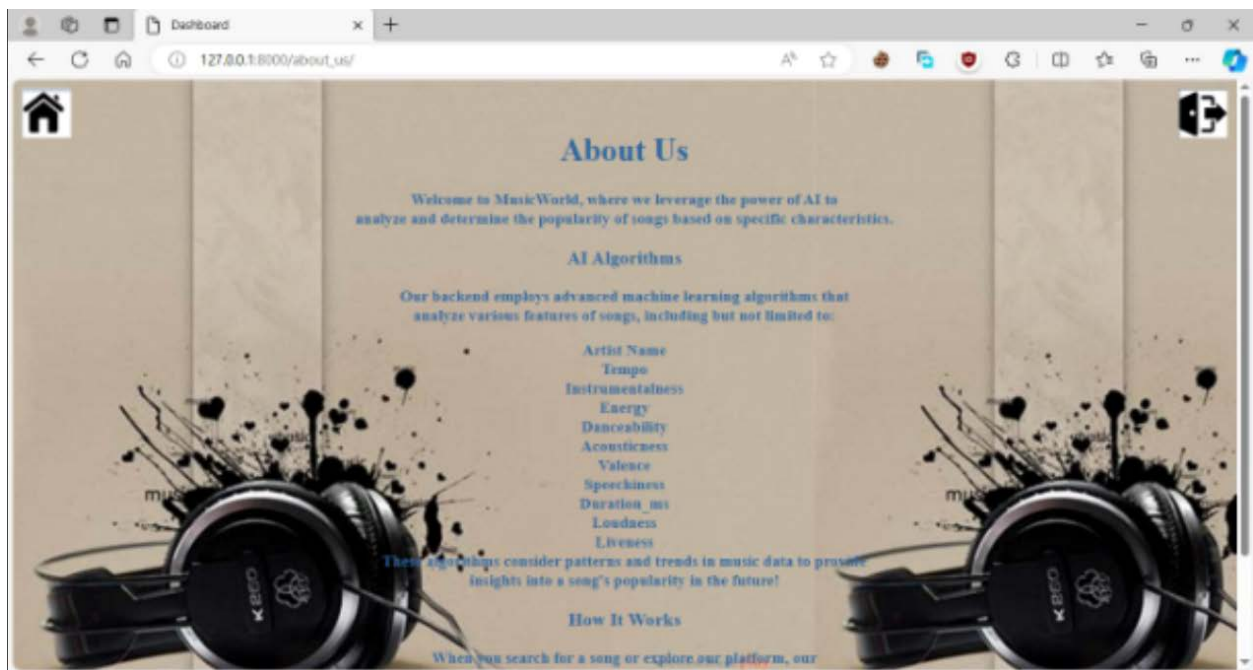 Dashboard
127.0.0.1:8000/about_us/
About Us
Welcome to MusicWorld, where we leverage the power of AI to
analyze and determine the popularity of songs based on specific characteristics.
AI Algorithms
Our backend employs advanced machine learning algorithms that
analyze various features of songs, including but not limited to:
Artist Name
Tempo
Instrumentalness
Energy
Danceability
Acousticness
Valence
Speechiness
Duration_ms
Loudness
Liveness
These algorithms consider patterns and trends in music data to provide
insights into a song's popularity in the future!
How It Works
When you search for a song or explore our platform, our
K 260
K 260